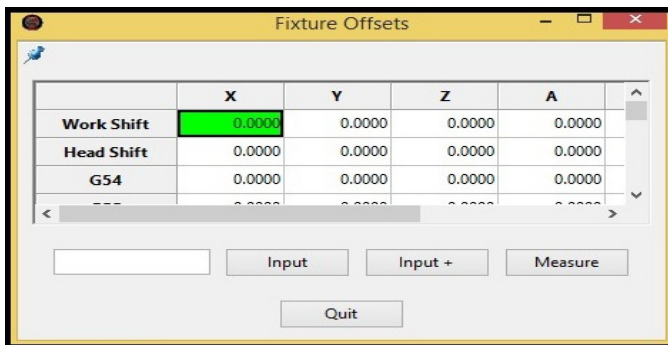 Fixture Offsets
X Y Z A
Work Shift 0.0000 0.0000 0.0000 0.0000
Head Shift 0.0000 0.0000 0.0000 0.0000
G54 0.0000 0.0000 0.0000 0.0000
Input Input + Measure
Quit